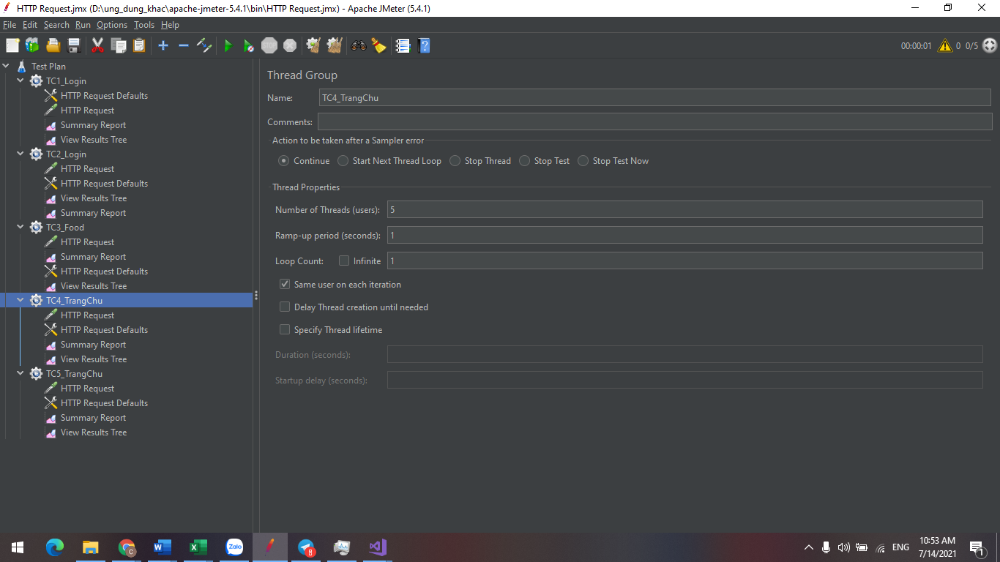 HTTP Request.jmx (D:\ung_dung_khac\apache-jmeter-5.4.1\bin\HTTP Request.jmx) - Apache JMeter (5.4.1)
File Edit Search Run Options Tools Help
STOP
00:00:01 0 0/5
Test Plan
TC1_Login
HTTP Request Defaults
HTTP Request
Summary Report
View Results Tree
TC2_Login
HTTP Request
HTTP Request Defaults
View Results Tree
Summary Report
TC3_Food
HTTP Request
Summary Report
HTTP Request Defaults
View Results Tree
TC4_TrangChu
HTTP Request
HTTP Request Defaults
Summary Report
View Results Tree
TC5_TrangChu
HTTP Request
HTTP Request Defaults
Summary Report
View Results Tree
Thread Group
Name: TC4_TrangChu
Comments:
Action to be taken after a Sampler error
Continue Start Next Thread Loop Stop Thread Stop Test Stop Test Now
Thread Properties
Number of Threads (users): 5
Ramp-up period (seconds): 1
Loop Count: Infinite 1
Same user on each iteration
Delay Thread creation until needed
Specify Thread lifetime
Duration (seconds):
Startup delay (seconds):
C W X Zalo 8
ENG
10:53 AM
7/14/2021
1